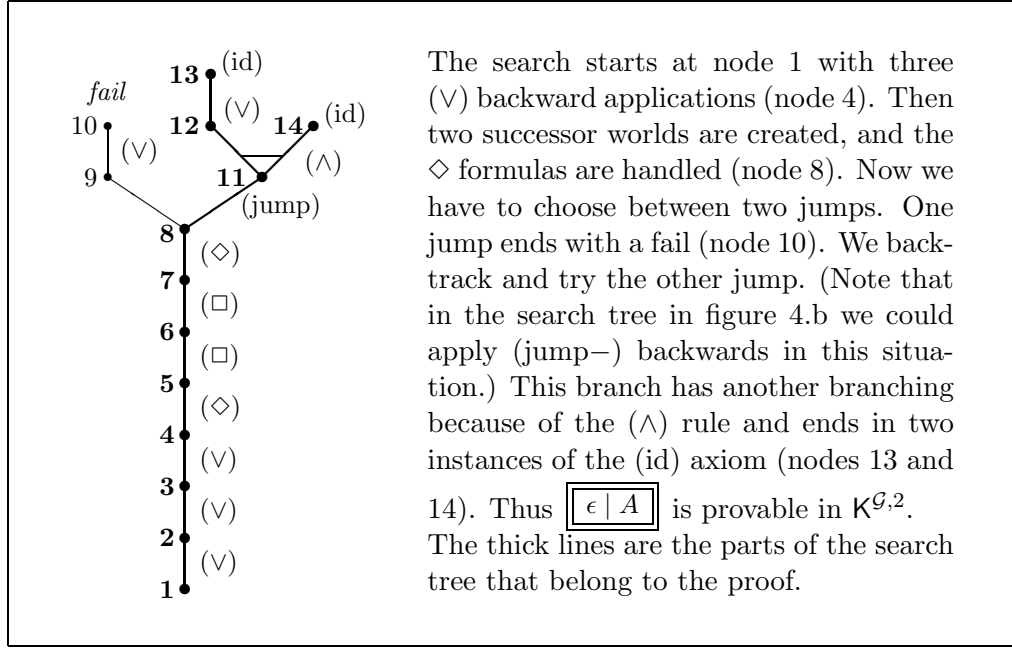 13 (id)
fail
(∨)
12 14 (id)
10
(∨)
(∧)
9
11
(jump)
8
(◇)
7
(□)
6
(□)
5
(◇)
4
(∨)
3
(∨)
2
(∨)
1
The search starts at node 1 with three
(∨) backward applications (node 4). Then
two successor worlds are created, and the
◇ formulas are handled (node 8). Now we
have to choose between two jumps. One
jump ends with a fail (node 10). We back-
track and try the other jump. (Note that
in the search tree in figure 4.b we could
apply (jump−) backwards in this situa-
tion.) This branch has another branching
because of the (∧) rule and ends in two
instances of the (id) axiom (nodes 13 and
14). Thus ϵ | A is provable in K^{𝒢,2}.
The thick lines are the parts of the search
tree that belong to the proof.